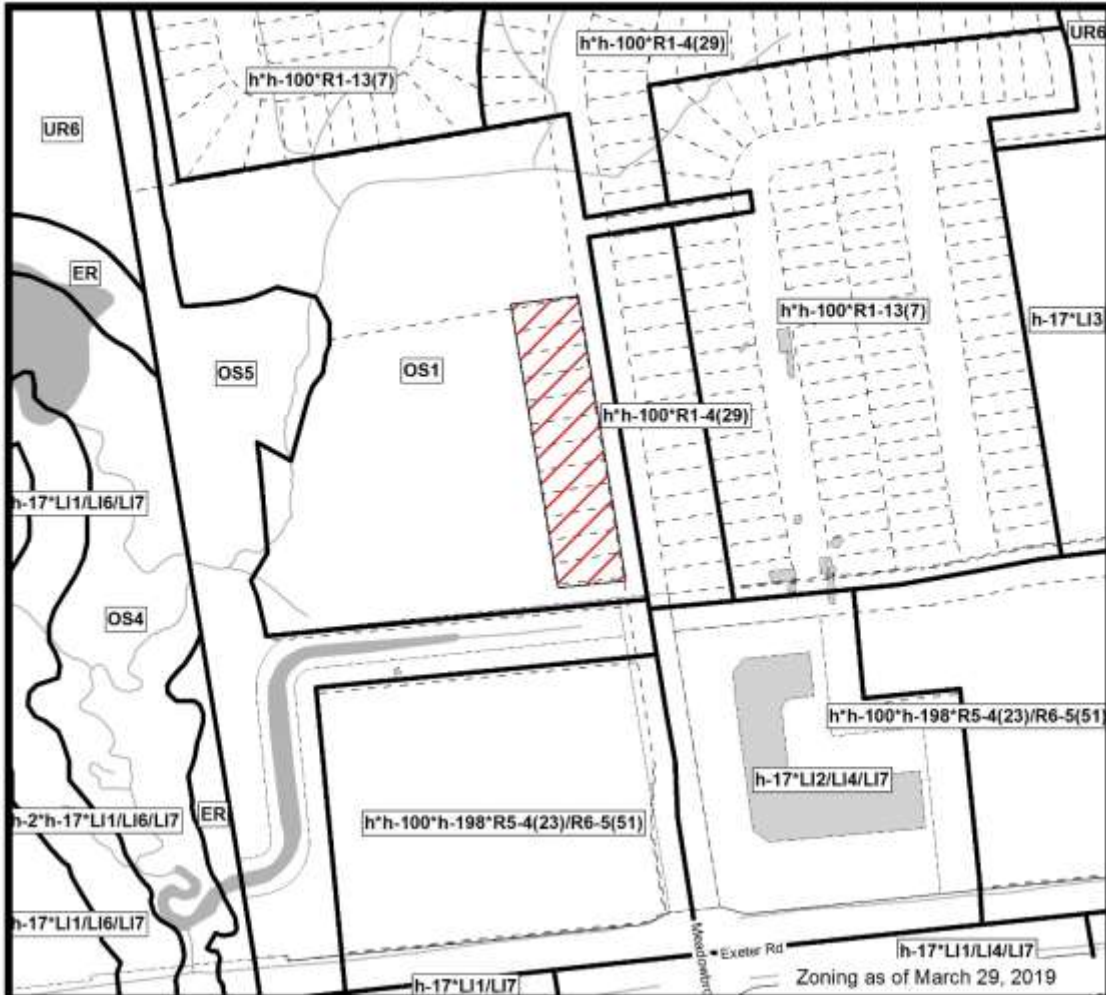 UR6
h*h-100*R1-4(29)
h*h-100*R1-13(7)
UR6
ER
h*h-100*R1-13(7)
h-17*LI3
OS5
OS1
h*h-100*R1-4(29)
h-17*LI1/LI6/LI7
OS4
h*h-100*h-198*R5-4(23)/R6-5(51)
h-17*LI2/LI4/LI7
h-2*h-17*LI1/LI6/LI7
ER
h*h-100*h-198*R5-4(23)/R6-5(51)
h-17*LI1/LI6/LI7
Meadowbro
Exeter Rd
h-17*LI1/LI4/LI7
h-17*LI1/LI7
Zoning as of March 29, 2019